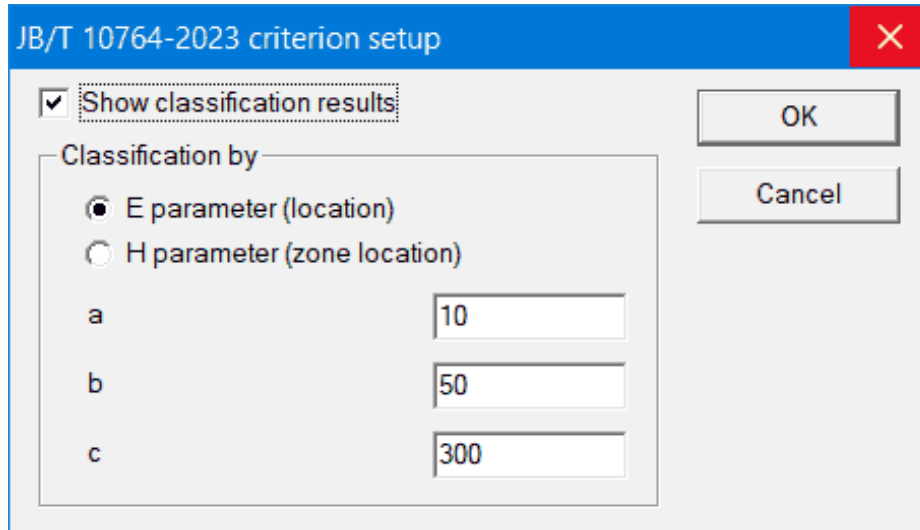 JB/T 10764-2023 criterion setup
Show classification results
OK
Classification by
Cancel
E parameter (location)
H parameter (zone location)
a 10
b 50
c 300